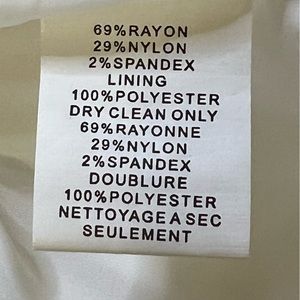 69%RAYON
29%NYLON
2%SPANDEX
LINING
100%POLYESTER
DRY CLEAN ONLY
69%RAYONNE
29%NYLON
2%SPANDEX
DOUBLURE
100%POLYESTER
NETTOYAGE A SEC
SEULEMENT